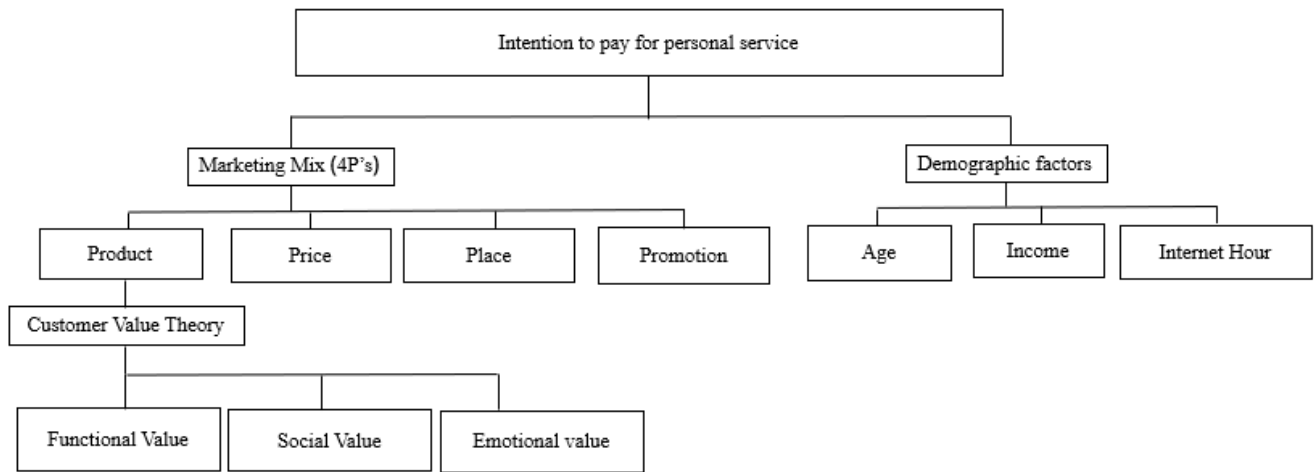 Intention to pay for personal service
Marketing Mix (4P's)
Demographic factors
Product
Price
Place
Promotion
Age
Income
Internet Hour
Customer Value Theory
Functional Value
Social Value
Emotional value